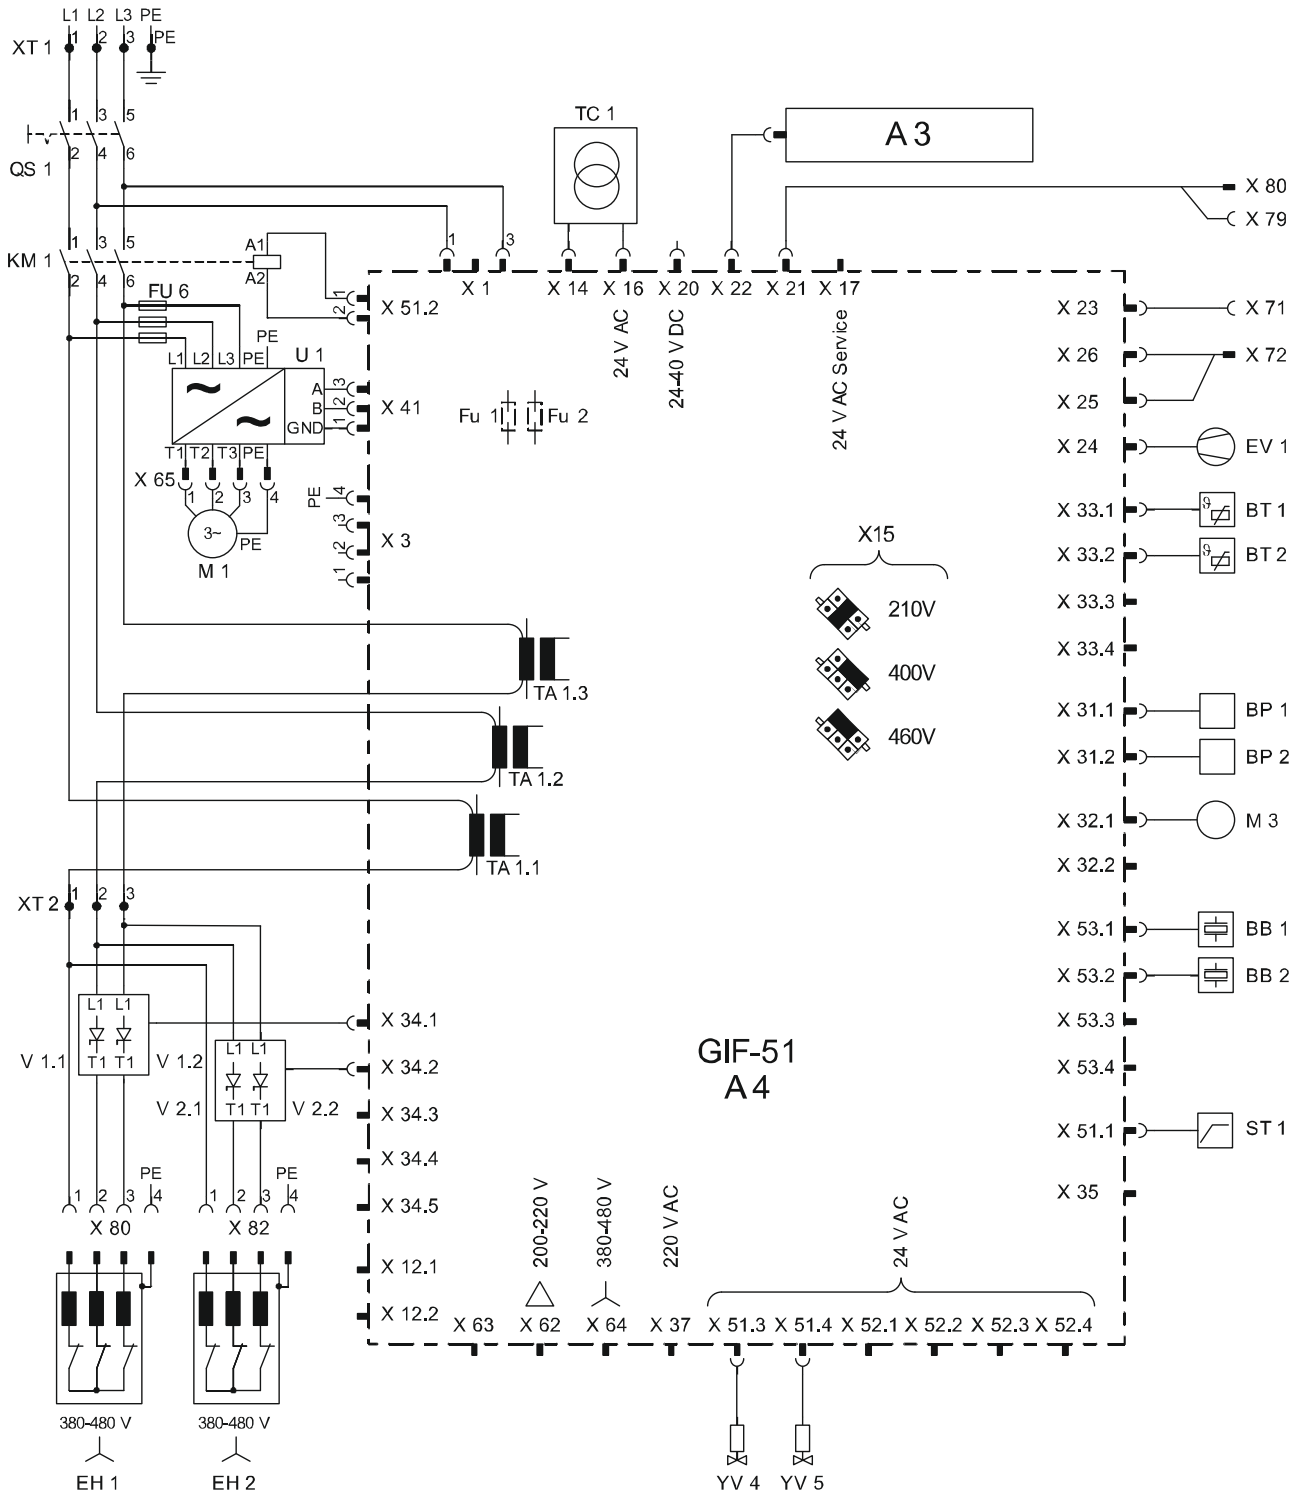 L1 L2 L3 PE
XT 1 1 2 3 PE
TC 1
A 3
1 3 5
QS 1 2 4 6
X 80
X 79
1 3 5
KM 1 A1
A2
2 4 6
1 3
X 1 X 14 X 16 X 20 X 22 X 21 X 17
24 V AC
24-40 V DC
24 V AC Service
FU 6
1
2
X 51.2
X 23 X 71
X 26 X 72
X 25
X 24 EV 1
L1 L2 L3 PE PE U 1
A 3
B 2
GND 1
X 41
Fu 1 Fu 2
T1 T2 T3 PE
X 65
1 2 3 4
3~
PE
M 1
PE 4
3
2
1
X 3
X 33.1 ϑ BT 1
X 33.2 ϑ BT 2
X 33.3
X 33.4
X15
210V
400V
460V
TA 1.3
TA 1.2
TA 1.1
X 31.1 BP 1
X 31.2 BP 2
X 32.1 M 3
X 32.2
XT 2 1 2 3
X 53.1 BB 1
X 53.2 BB 2
X 53.3
X 53.4
X 51.1 ST 1
X 35
L1 L1
T1 T1
V 1.1 V 1.2
L1 L1
T1 T1
V 2.1 V 2.2
X 34.1
X 34.2
X 34.3
X 34.4
X 34.5
X 12.1
X 12.2
GIF-51
A 4
PE PE
1 2 3 4 1 2 3 4
X 80 X 82
200-220 V
380-480 V
220 V AC
24 V AC
X 63 X 62 X 64 X 37 X 51.3 X 51.4 X 52.1 X 52.2 X 52.3 X 52.4
380-480 V 380-480 V
EH 1 EH 2 YV 4 YV 5